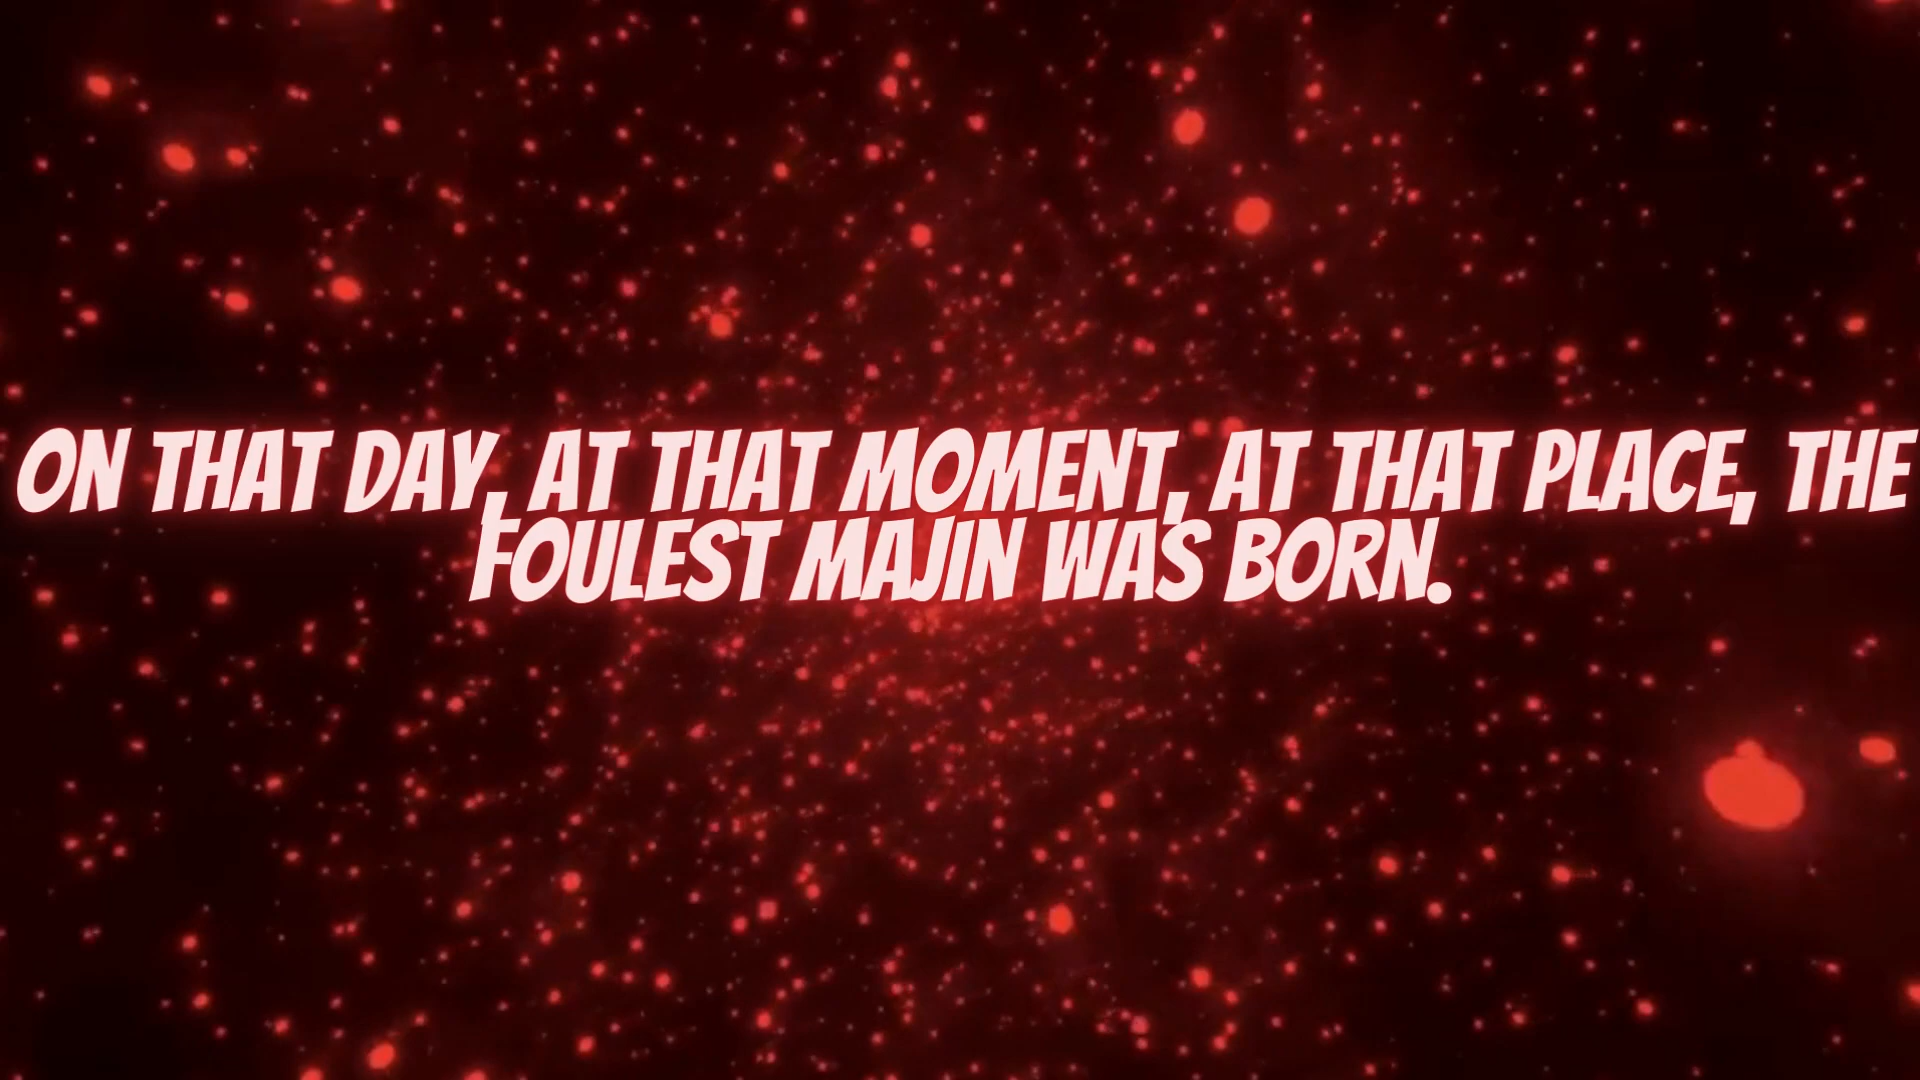 ON THAT DAY, AT THAT MOMENT, AT THAT PLACE, THE
FOULEST MAJIN WAS BORN.